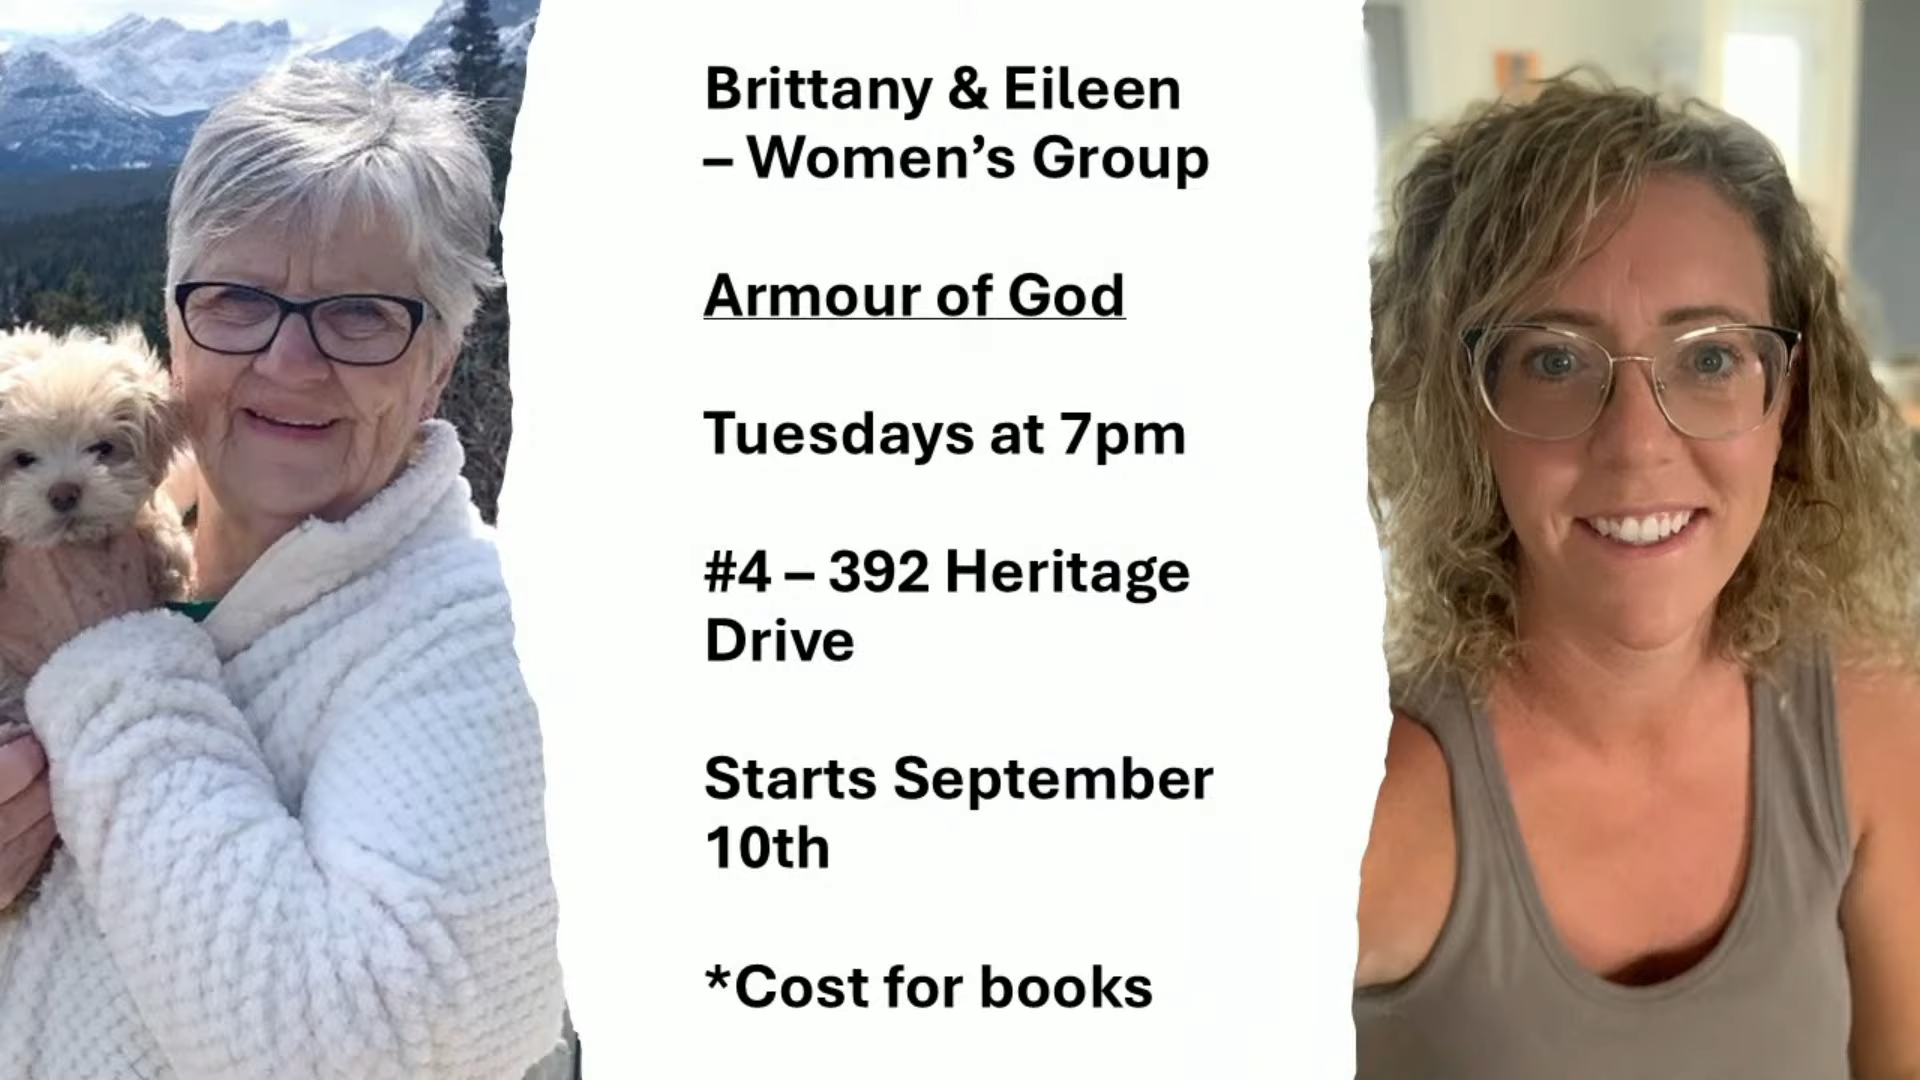 Brittany & Eileen
– Women’s Group
Armour of God
Tuesdays at 7pm
#4 – 392 Heritage
Drive
Starts September
10th
*Cost for books